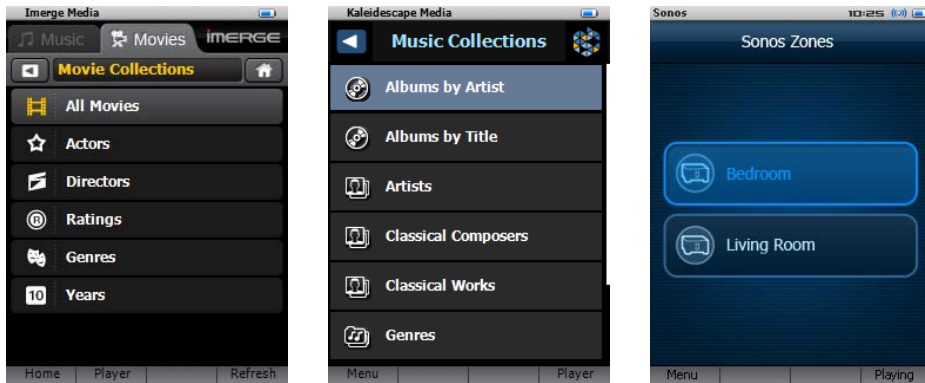 Imerge Media
Music Movies imerge
Movie Collections
All Movies
Actors
Directors
R Ratings
Genres
10 Years
Home Player Refresh
Kaleidescape Media
Music Collections
Albums by Artist
Albums by Title
Artists
Classical Composers
Classical Works
Genres
Menu Player
Sonos 10:25
Sonos Zones
Bedroom
Living Room
Menu Playing